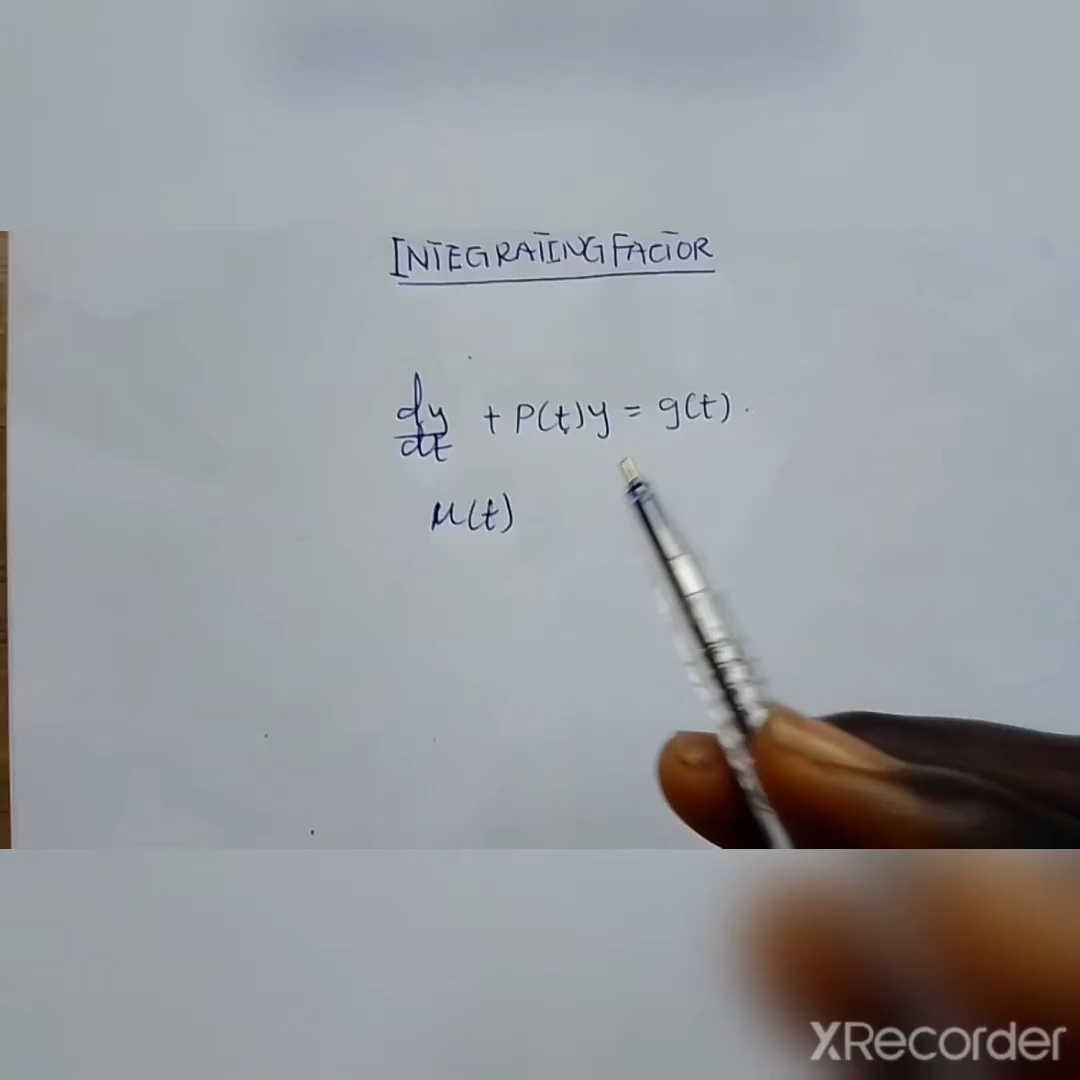 INTEGRATING FACTOR
dy/dt + P(t)y = g(t).
μ(t)
XRecorder